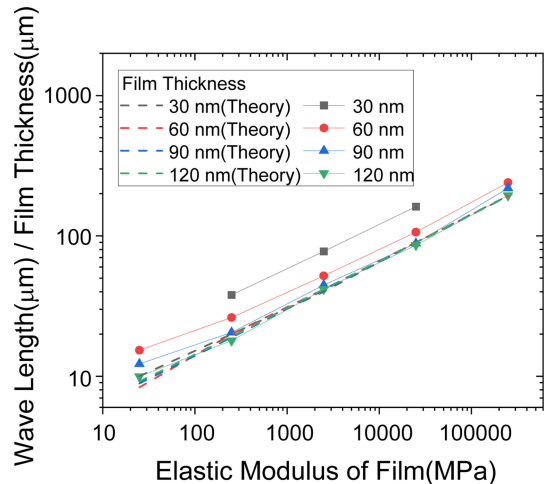 Wave Length(μm) / Film Thickness(μm)
1000
100
10
Film Thickness
30 nm(Theory) 30 nm
60 nm(Theory) 60 nm
90 nm(Theory) 90 nm
120 nm(Theory) 120 nm
10 100 1000 10000 100000
Elastic Modulus of Film(MPa)